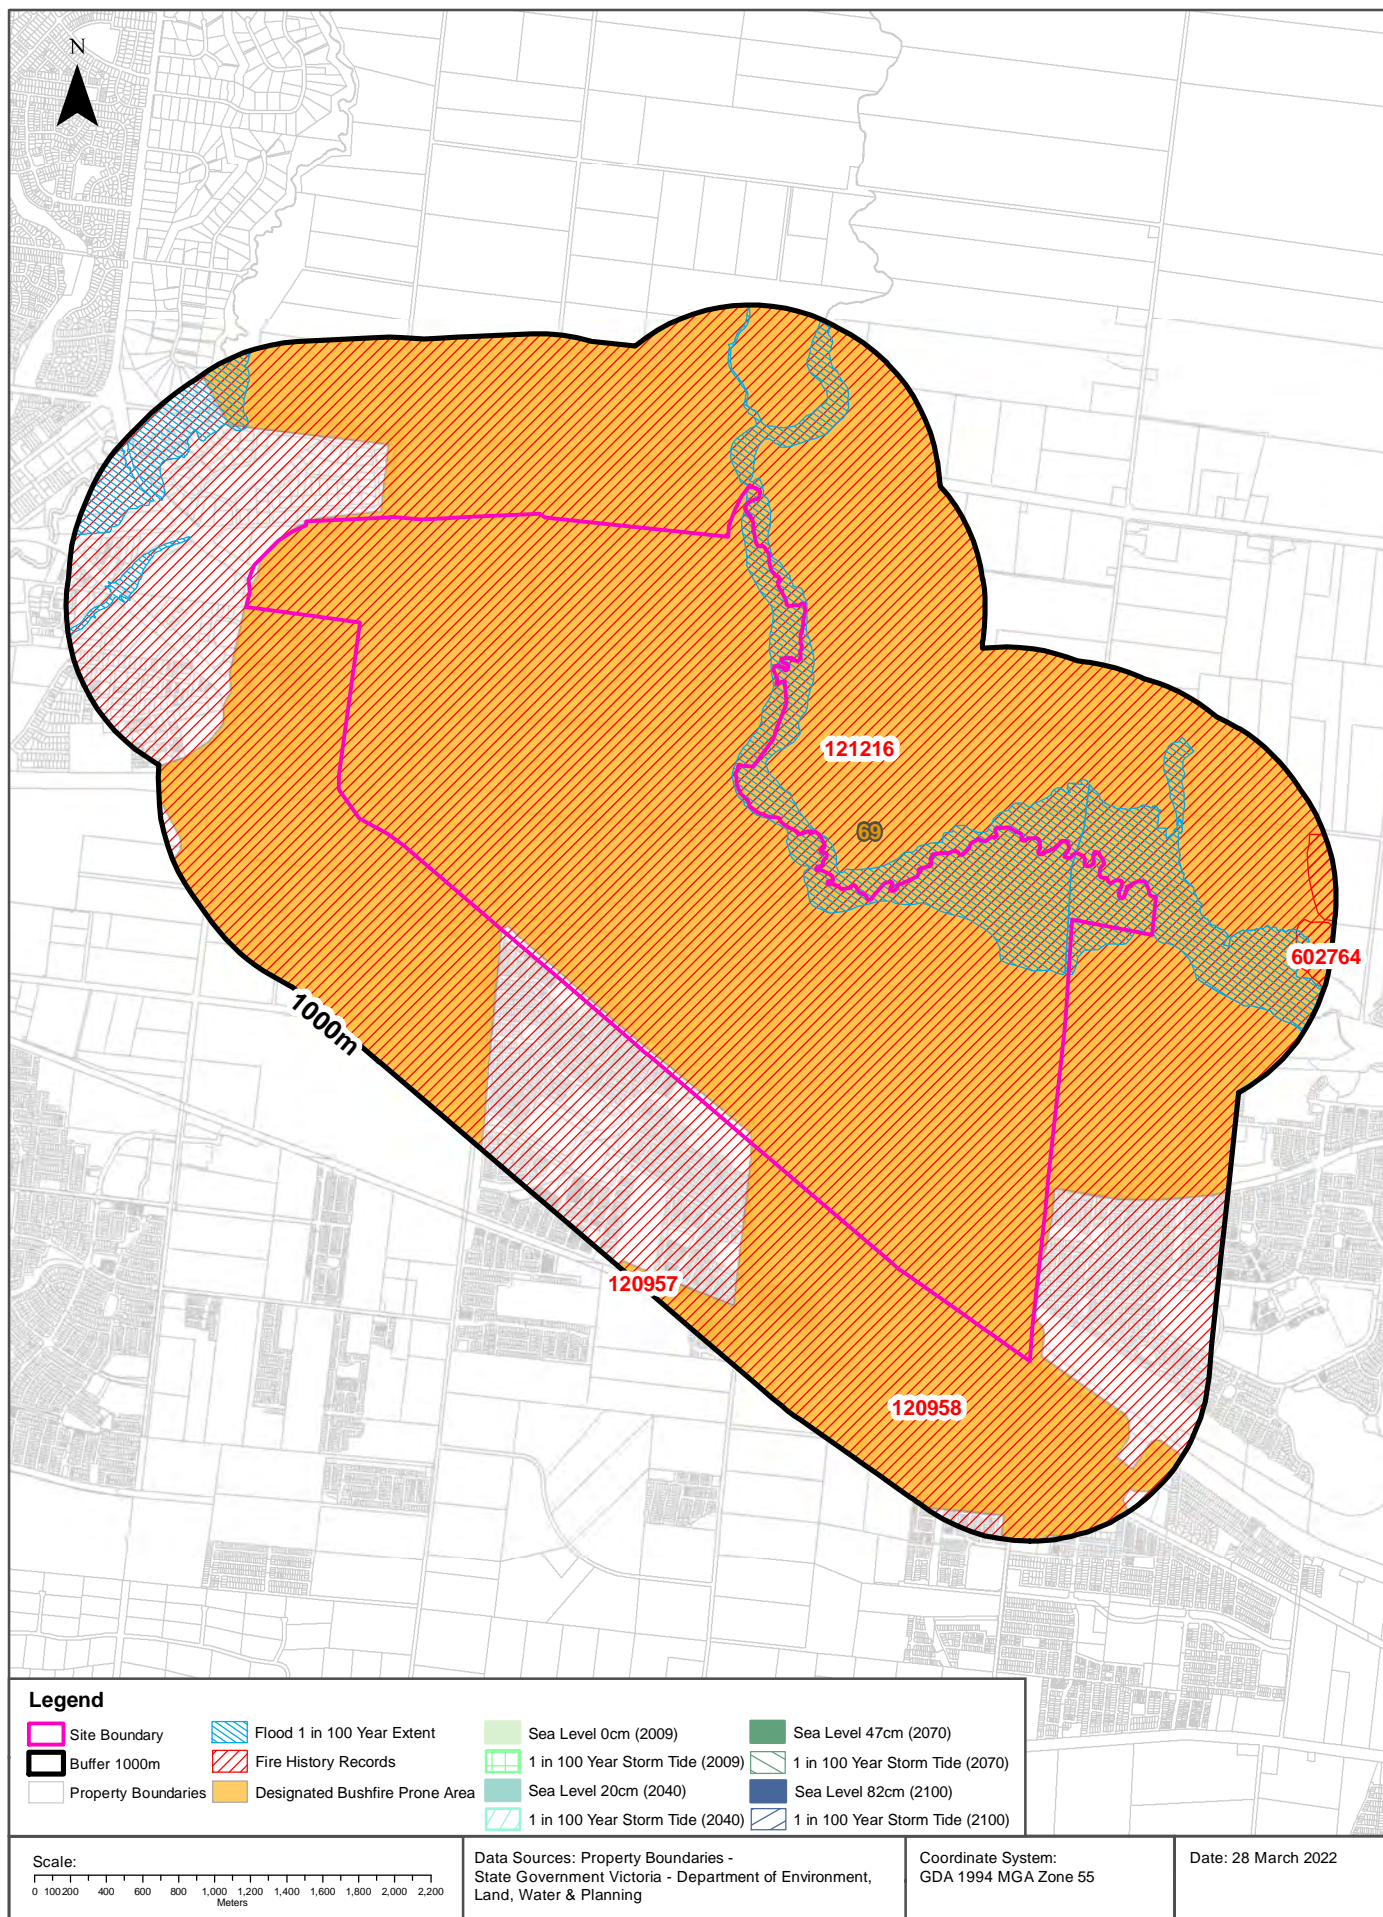 N
121216
69
602764
1000m
120957
120958
Legend
Site Boundary
Buffer 1000m
Property Boundaries
Flood 1 in 100 Year Extent
Fire History Records
Designated Bushfire Prone Area
Sea Level 0cm (2009)
1 in 100 Year Storm Tide (2009)
Sea Level 20cm (2040)
1 in 100 Year Storm Tide (2040)
Sea Level 47cm (2070)
1 in 100 Year Storm Tide (2070)
Sea Level 82cm (2100)
1 in 100 Year Storm Tide (2100)
Scale:
0 100 200 400 600 800 1,000 1,200 1,400 1,600 1,800 2,000 2,200
Meters
Data Sources: Property Boundaries -
State Government Victoria - Department of Environment,
Land, Water & Planning
Coordinate System:
GDA 1994 MGA Zone 55
Date: 28 March 2022